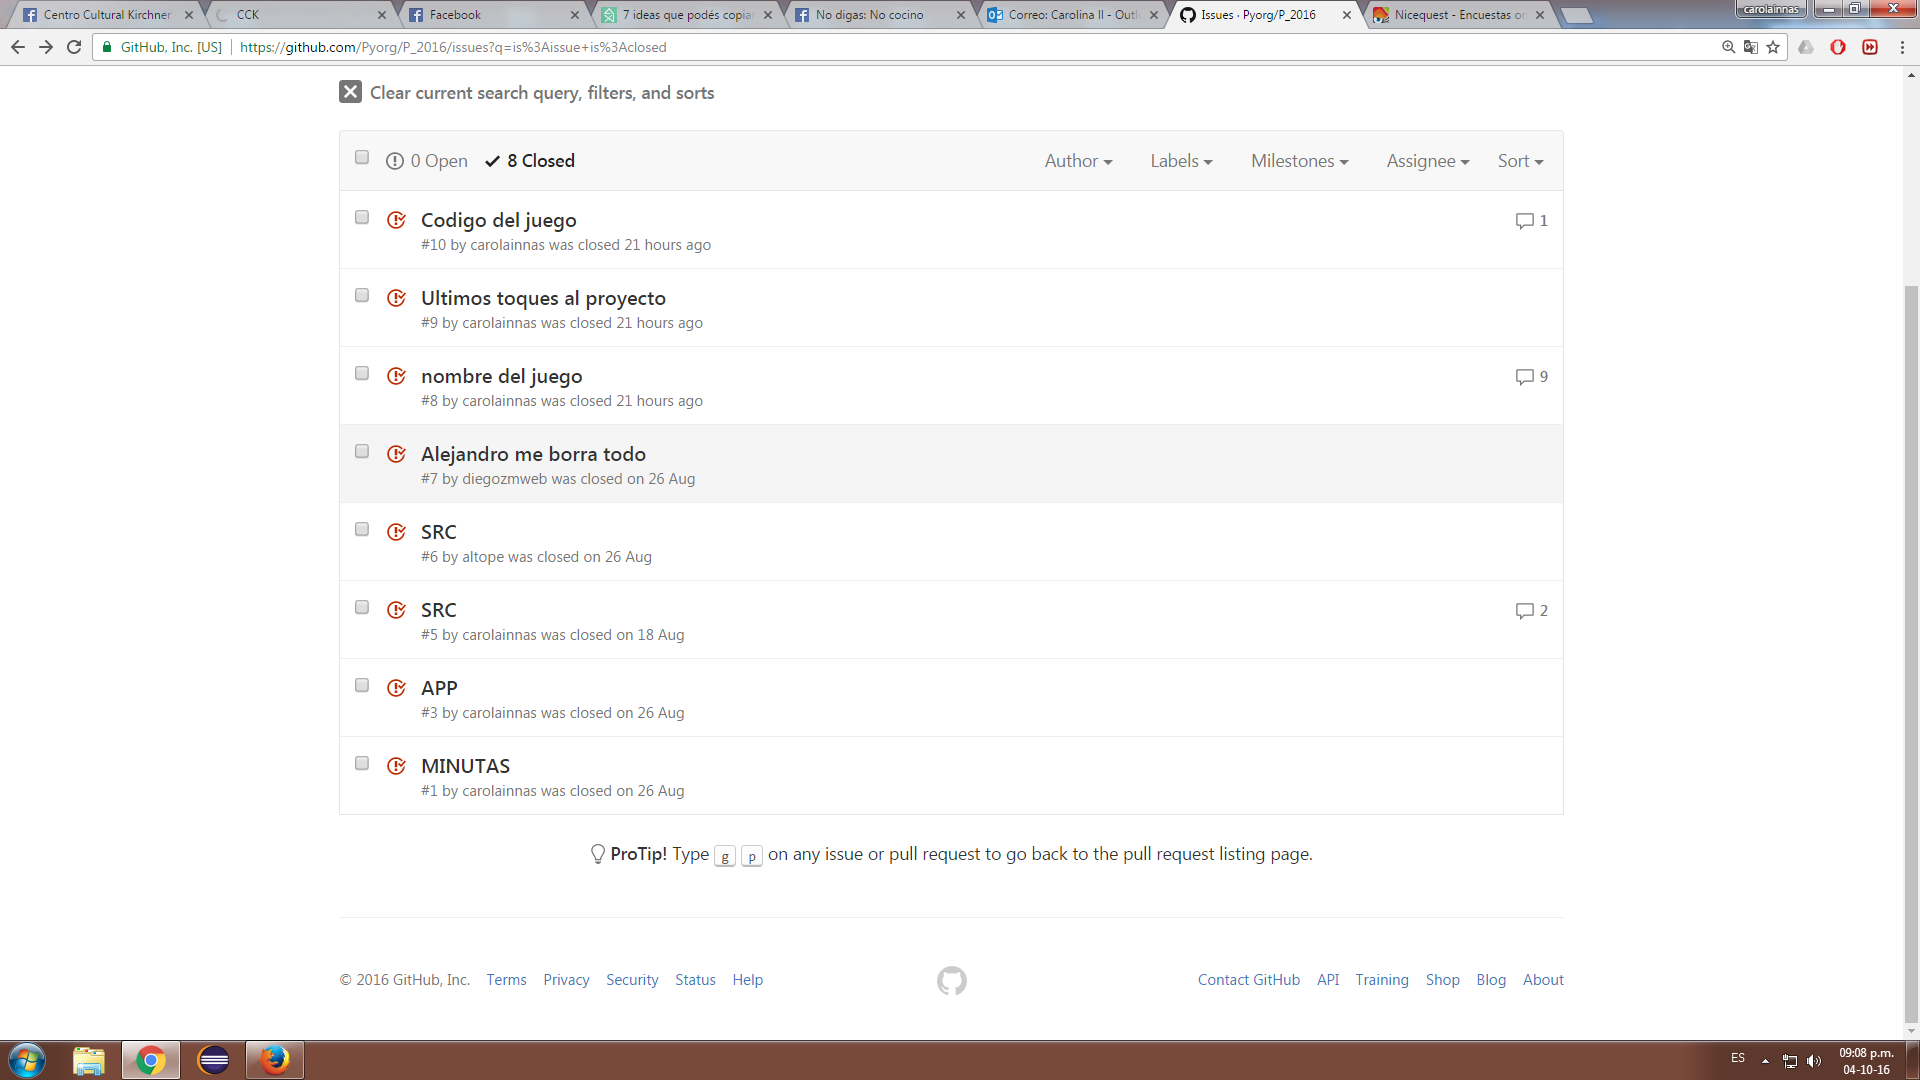 Centro Cultural Kirchner
CCK
Facebook
7 ideas que podés copiar
No digas: No cocino
Correo: Carolina II - Outl
Issues · Pyorg/P_2016
Nicequest - Encuestas on
carolainnas
GitHub, Inc. [US]
https://github.com/Pyorg/P_2016/issues?q=is%3Aissue+is%3Aclosed
Clear current search query, filters, and sorts
0 Open
8 Closed
Author
Labels
Milestones
Assignee
Sort
Codigo del juego
1
#10 by carolainnas was closed 21 hours ago
Ultimos toques al proyecto
#9 by carolainnas was closed 21 hours ago
nombre del juego
9
#8 by carolainnas was closed 21 hours ago
Alejandro me borra todo
#7 by diegozmweb was closed on 26 Aug
SRC
#6 by altope was closed on 26 Aug
SRC
2
#5 by carolainnas was closed on 18 Aug
APP
#3 by carolainnas was closed on 26 Aug
MINUTAS
#1 by carolainnas was closed on 26 Aug
ProTip! Type g p on any issue or pull request to go back to the pull request listing page.
© 2016 GitHub, Inc.
Terms
Privacy
Security
Status
Help
Contact GitHub
API
Training
Shop
Blog
About
ES
09:08 p.m.
04-10-16